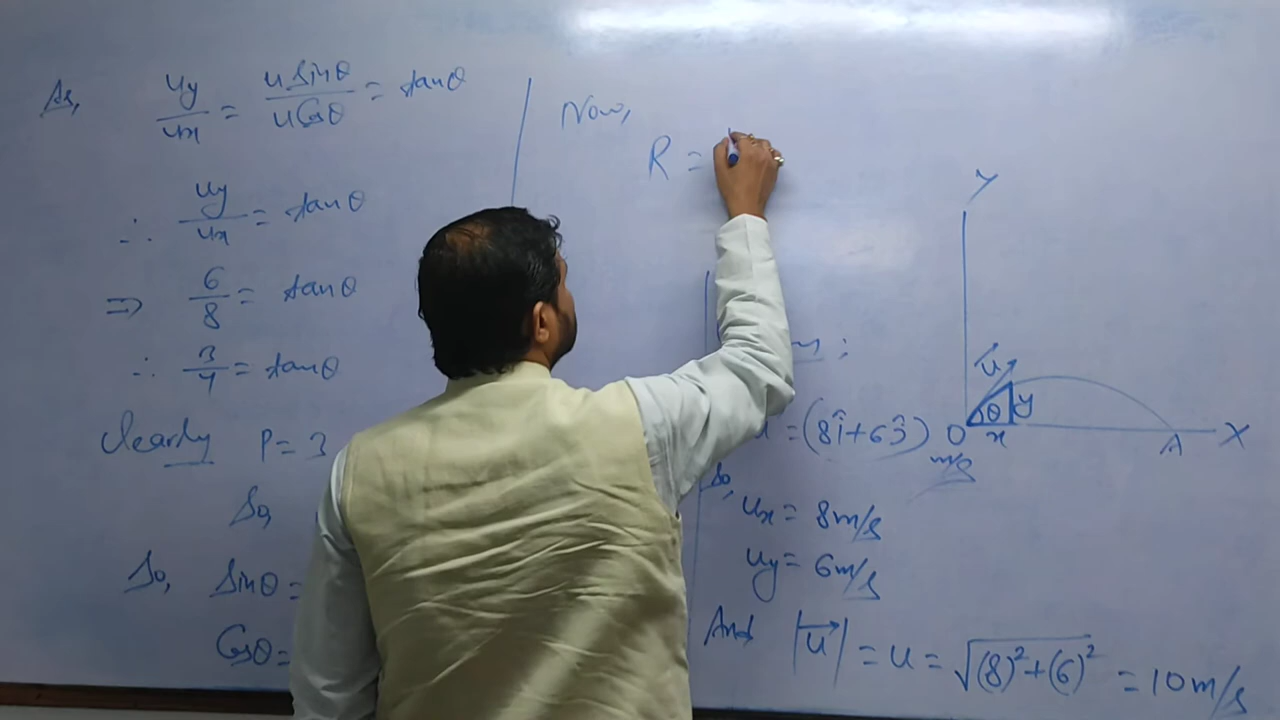 As, uy/ux = u Sinθ/u Cosθ = tanθ
∴ uy/ux = tanθ
⇒ 6/8 = tanθ
∴ 3/4 = tanθ
Clearly P = 3
So,
So, Sinθ =
Cosθ =
Now,
R =
Y
u⃗
θ y
O x A X
= (8î+6ĵ) m/s
So, ux = 8m/s
uy = 6m/s
And |u⃗| = u = √(8)²+(6)² = 10m/s